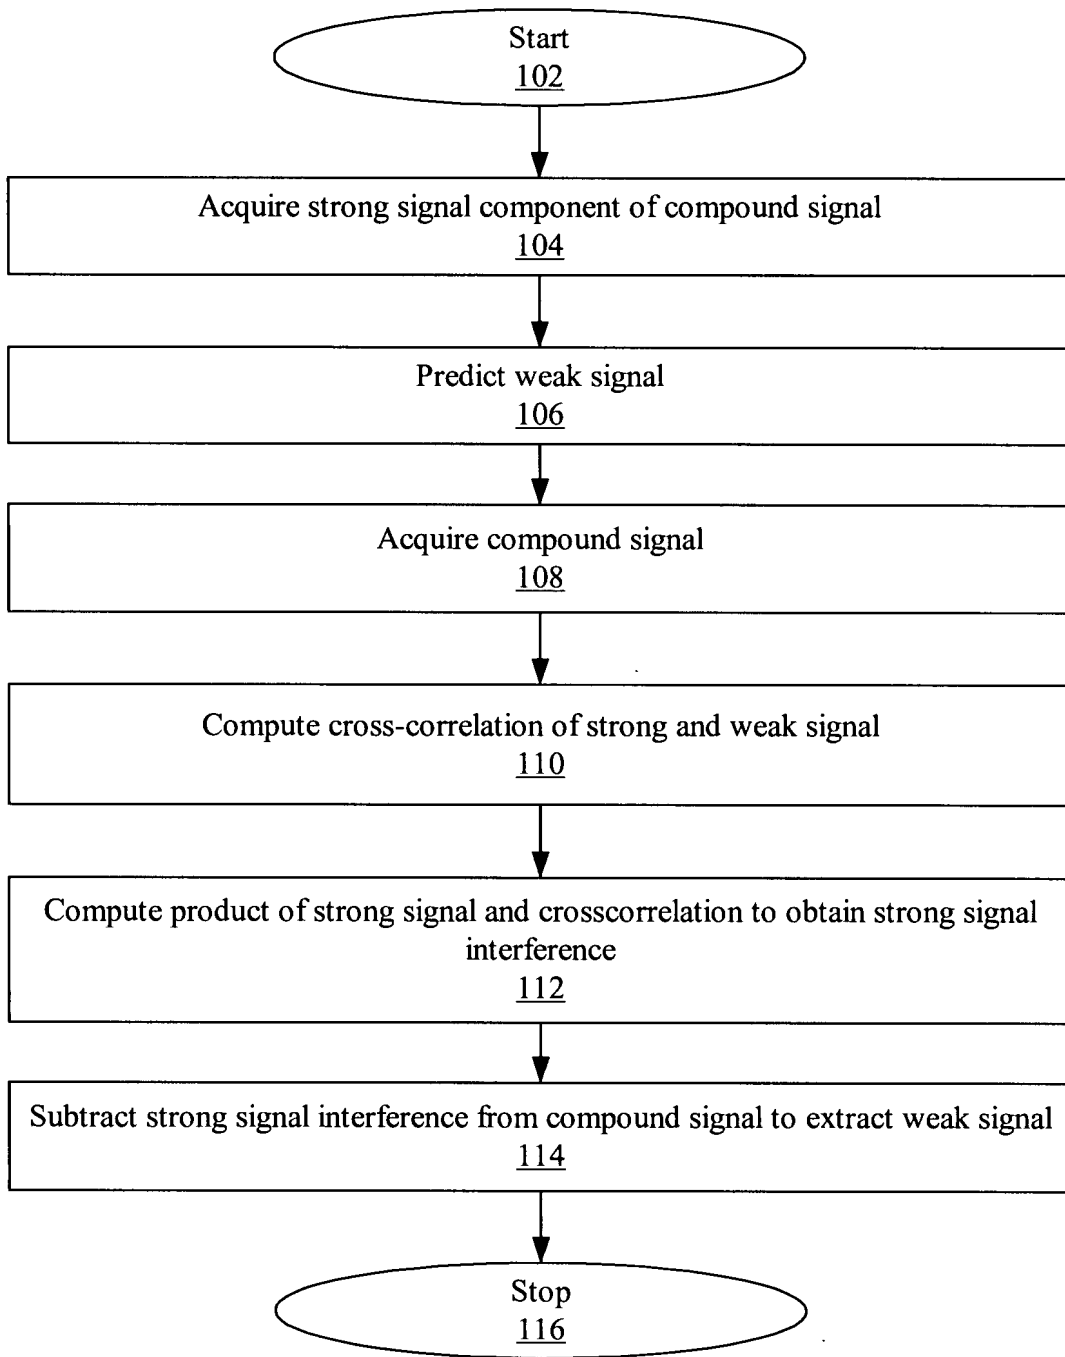 Start
102
Acquire strong signal component of compound signal
104
Predict weak signal
106
Acquire compound signal
108
Compute cross-correlation of strong and weak signal
110
Compute product of strong signal and crosscorrelation to obtain strong signal
interference
112
Subtract strong signal interference from compound signal to extract weak signal
114
Stop
116